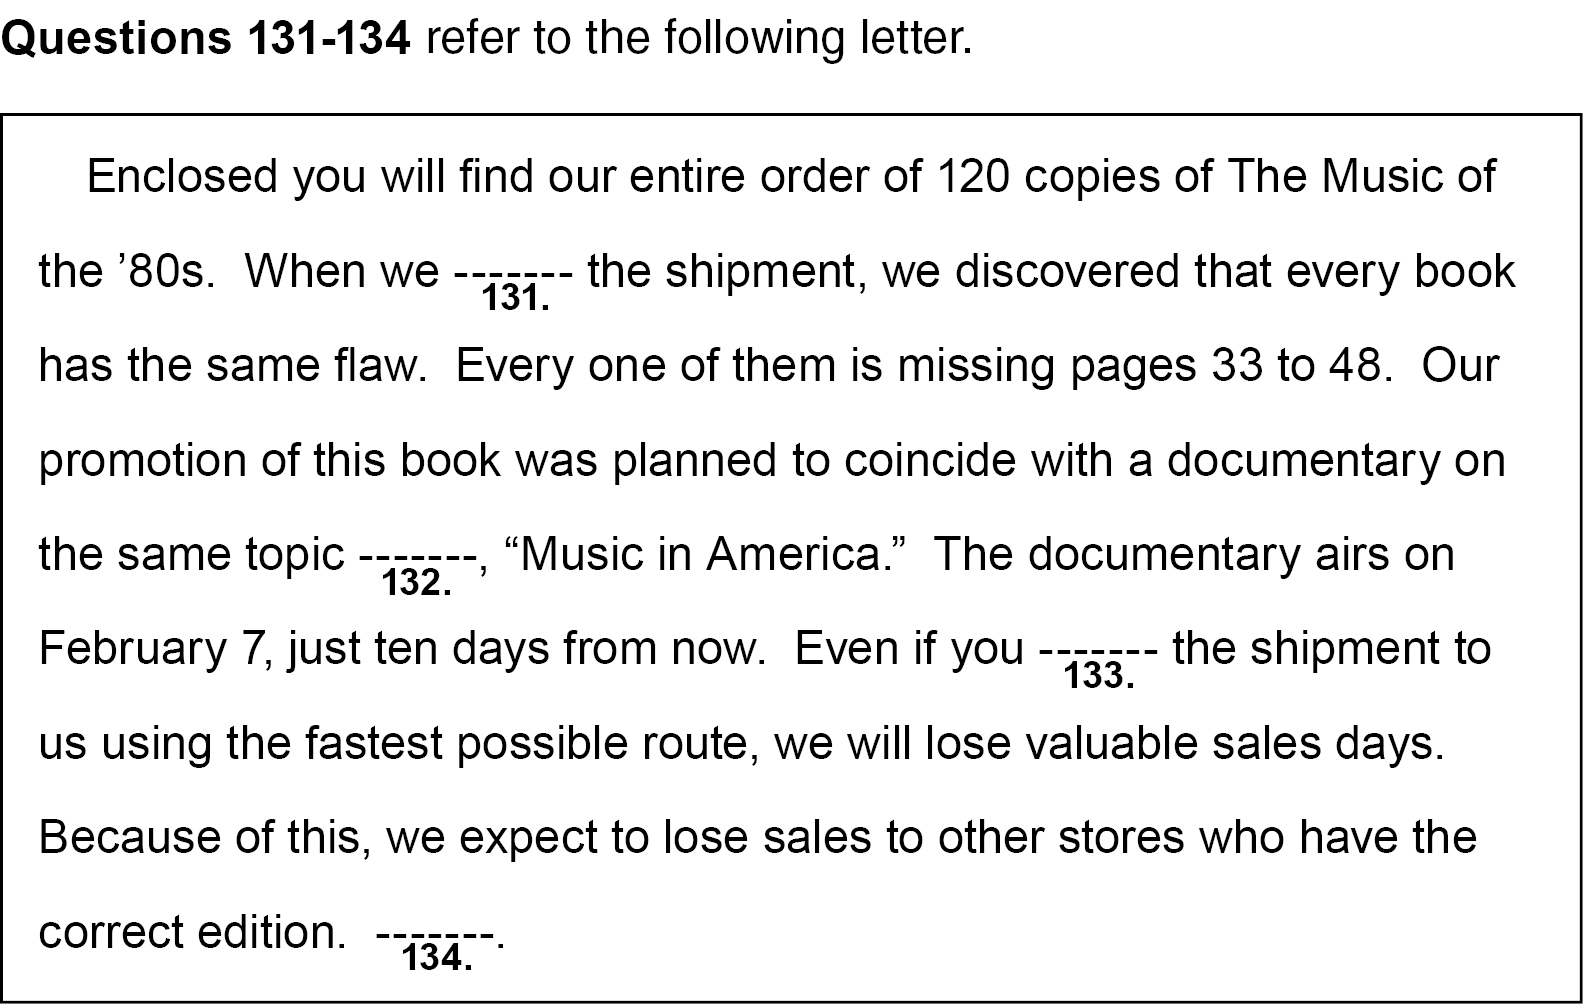 Questions 131-134 refer to the following letter.
Enclosed you will find our entire order of 120 copies of The Music of
the ’80s.  When we ------- the shipment, we discovered that every book
131.
has the same flaw.  Every one of them is missing pages 33 to 48.  Our
promotion of this book was planned to coincide with a documentary on
the same topic -------, “Music in America.”  The documentary airs on
132.
February 7, just ten days from now.  Even if you ------- the shipment to
133.
us using the fastest possible route, we will lose valuable sales days.
Because of this, we expect to lose sales to other stores who have the
correct edition.  -------.
134.